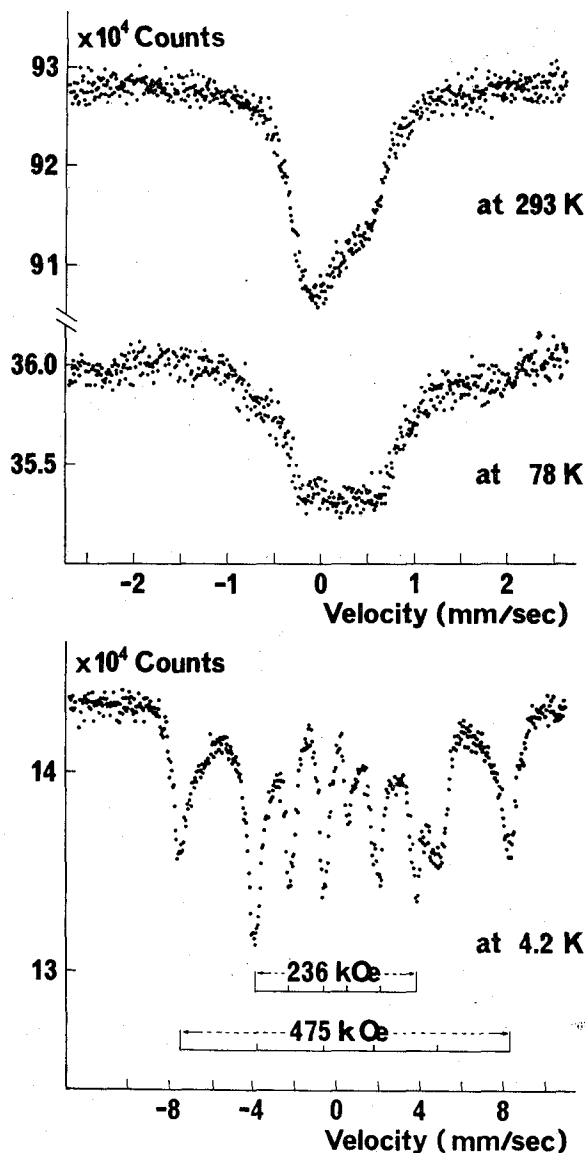 x10⁴ Counts
93
92
91
at 293 K
36.0
35.5
at 78 K
-2 -1 0 1 2
Velocity (mm/sec)
x10⁴ Counts
14
13
at 4.2 K
236 kOe
475 kOe
-8 -4 0 4 8
Velocity (mm/sec)